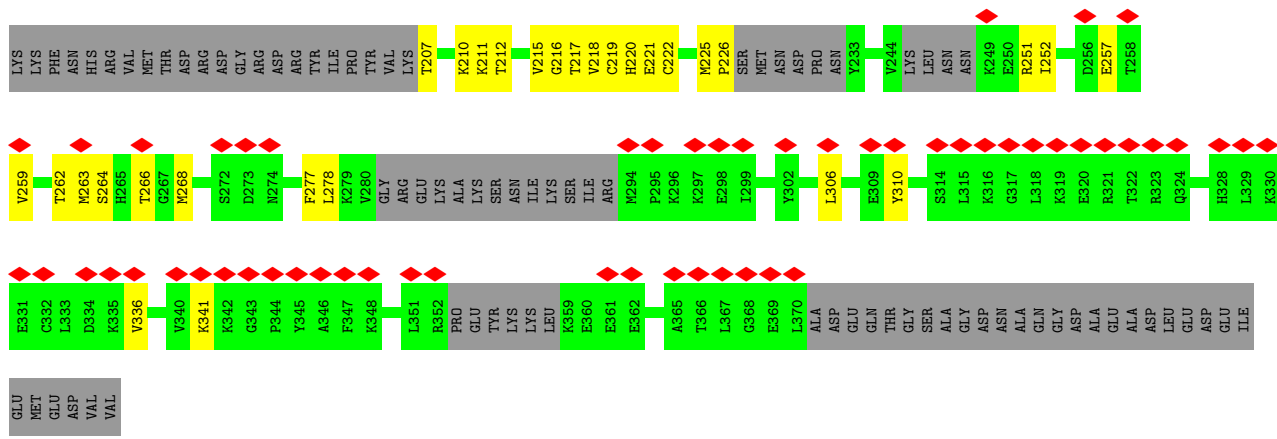 LYS LYS PHE ASN HIS ARG VAL MET THR ASP ARG ASP GLY ARG ASP ARG TYR ILE PRO TYR VAL LYS T207 K210 K211 T212 V215 G216 T217 V218 C219 H220 E221 C222 M225 P226 SER MET ASN ASP PRO ASN Y233 V244 LYS LEU ASN ASN K249 E250 R251 I252 D256 E257 T258
V259 T262 M263 S264 H265 T266 G267 M268 S272 D273 N274 F277 L278 K279 V280 GLY ARG GLU LYS ALA LYS SER ASN ILE LYS SER ILE ARG M294 P295 K296 K297 E298 I299 Y302 L306 E309 Y310 S314 L315 K316 G317 L318 K319 E320 R321 T322 R323 Q324 H328 L329 K330
E331 C332 L333 D334 K335 V336 V340 K341 K342 G343 P344 Y345 A346 F347 K348 L351 R352 PRO GLU TYR LYS LYS LEU K359 E360 E361 E362 A365 T366 L367 G368 E369 L370 ALA ASP GLU GLN THR GLY SER ALA GLY ASP ASN ALA GLN GLY ASP ALA GLU ALA ASP LEU GLU ASP GLU ILE
GLU MET GLU ASP VAL VAL